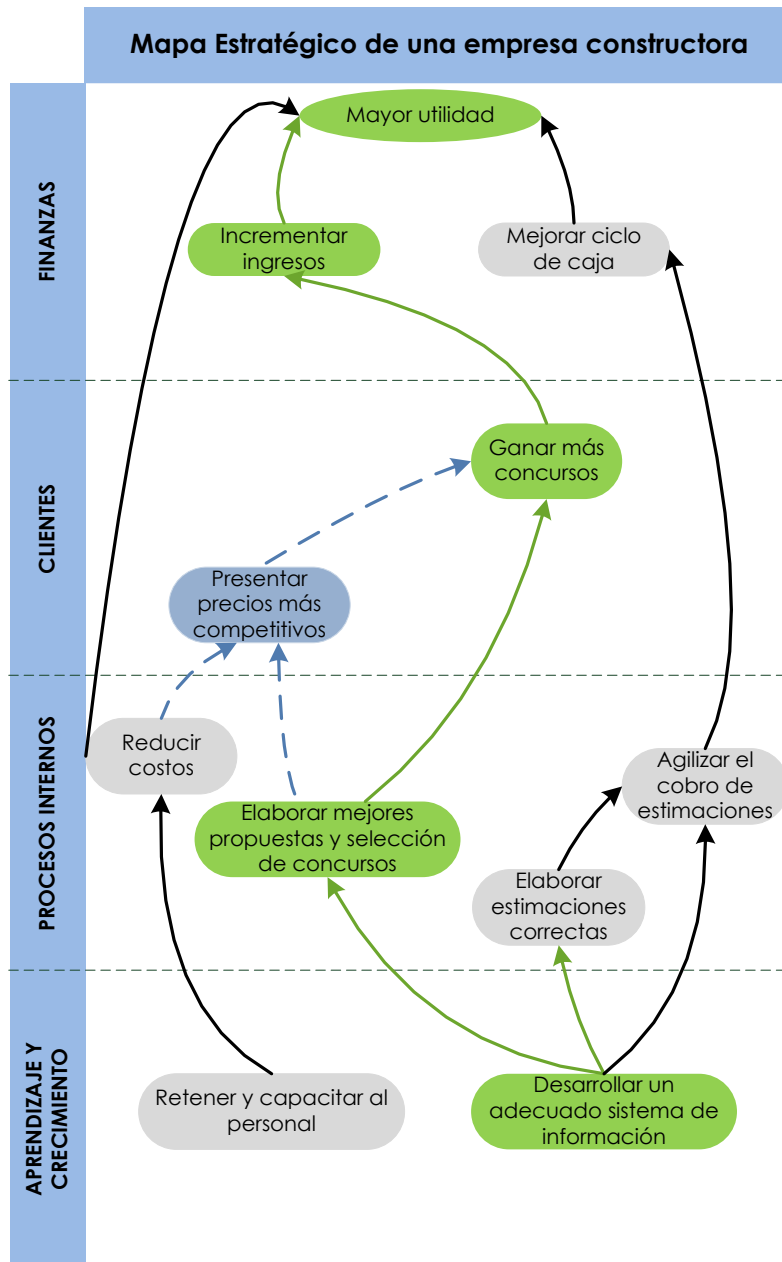 Mapa Estratégico de una empresa constructora
FINANZAS
Mayor utilidad
Incrementar
ingresos
Mejorar ciclo
de caja
CLIENTES
Ganar más
concursos
Presentar
precios más
competitivos
PROCESOS INTERNOS
Reducir
costos
Agilizar el
cobro de
estimaciones
Elaborar mejores
propuestas y selección
de concursos
Elaborar
estimaciones
correctas
APRENDIZAJE Y
CRECIMIENTO
Retener y capacitar al
personal
Desarrollar un
adecuado sistema de
información